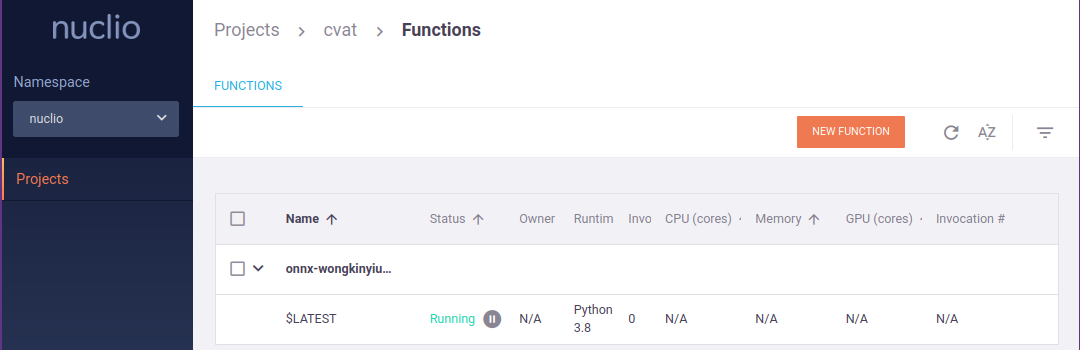 nuclio
Namespace
nuclio
Projects
Projects > cvat > Functions
FUNCTIONS
NEW FUNCTION
AZ
Name Status Owner Runtim Invo CPU (cores) Memory GPU (cores) Invocation #
onnx-wongkinyiu...
$LATEST Running N/A Python 3.8 0 N/A N/A N/A N/A